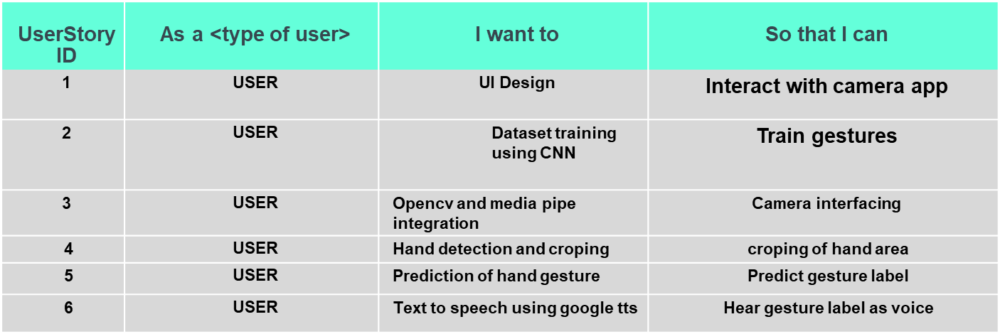 UserStory ID As a <type of user> I want to So that I can
1 USER UI Design Interact with camera app
2 USER Dataset training using CNN Train gestures
3 USER Opencv and media pipe integration Camera interfacing
4 USER Hand detection and croping croping of hand area
5 USER Prediction of hand gesture Predict gesture label
6 USER Text to speech using google tts Hear gesture label as voice